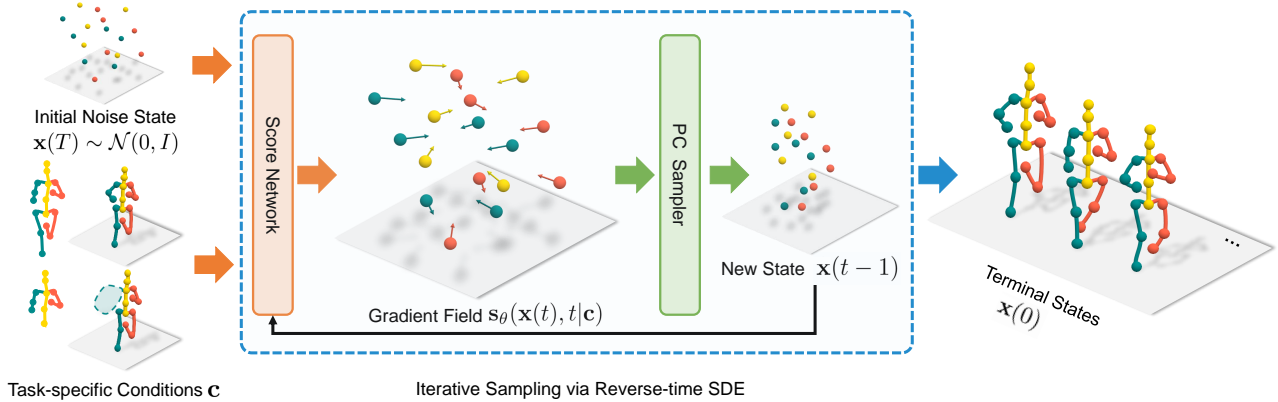 Initial Noise State
x(T) ∼ N(0, I)
Task-specific Conditions c
Score Network
Gradient Field s_θ(x(t), t|c)
PC Sampler
New State x(t − 1)
Iterative Sampling via Reverse-time SDE
...
Terminal States
x(0)